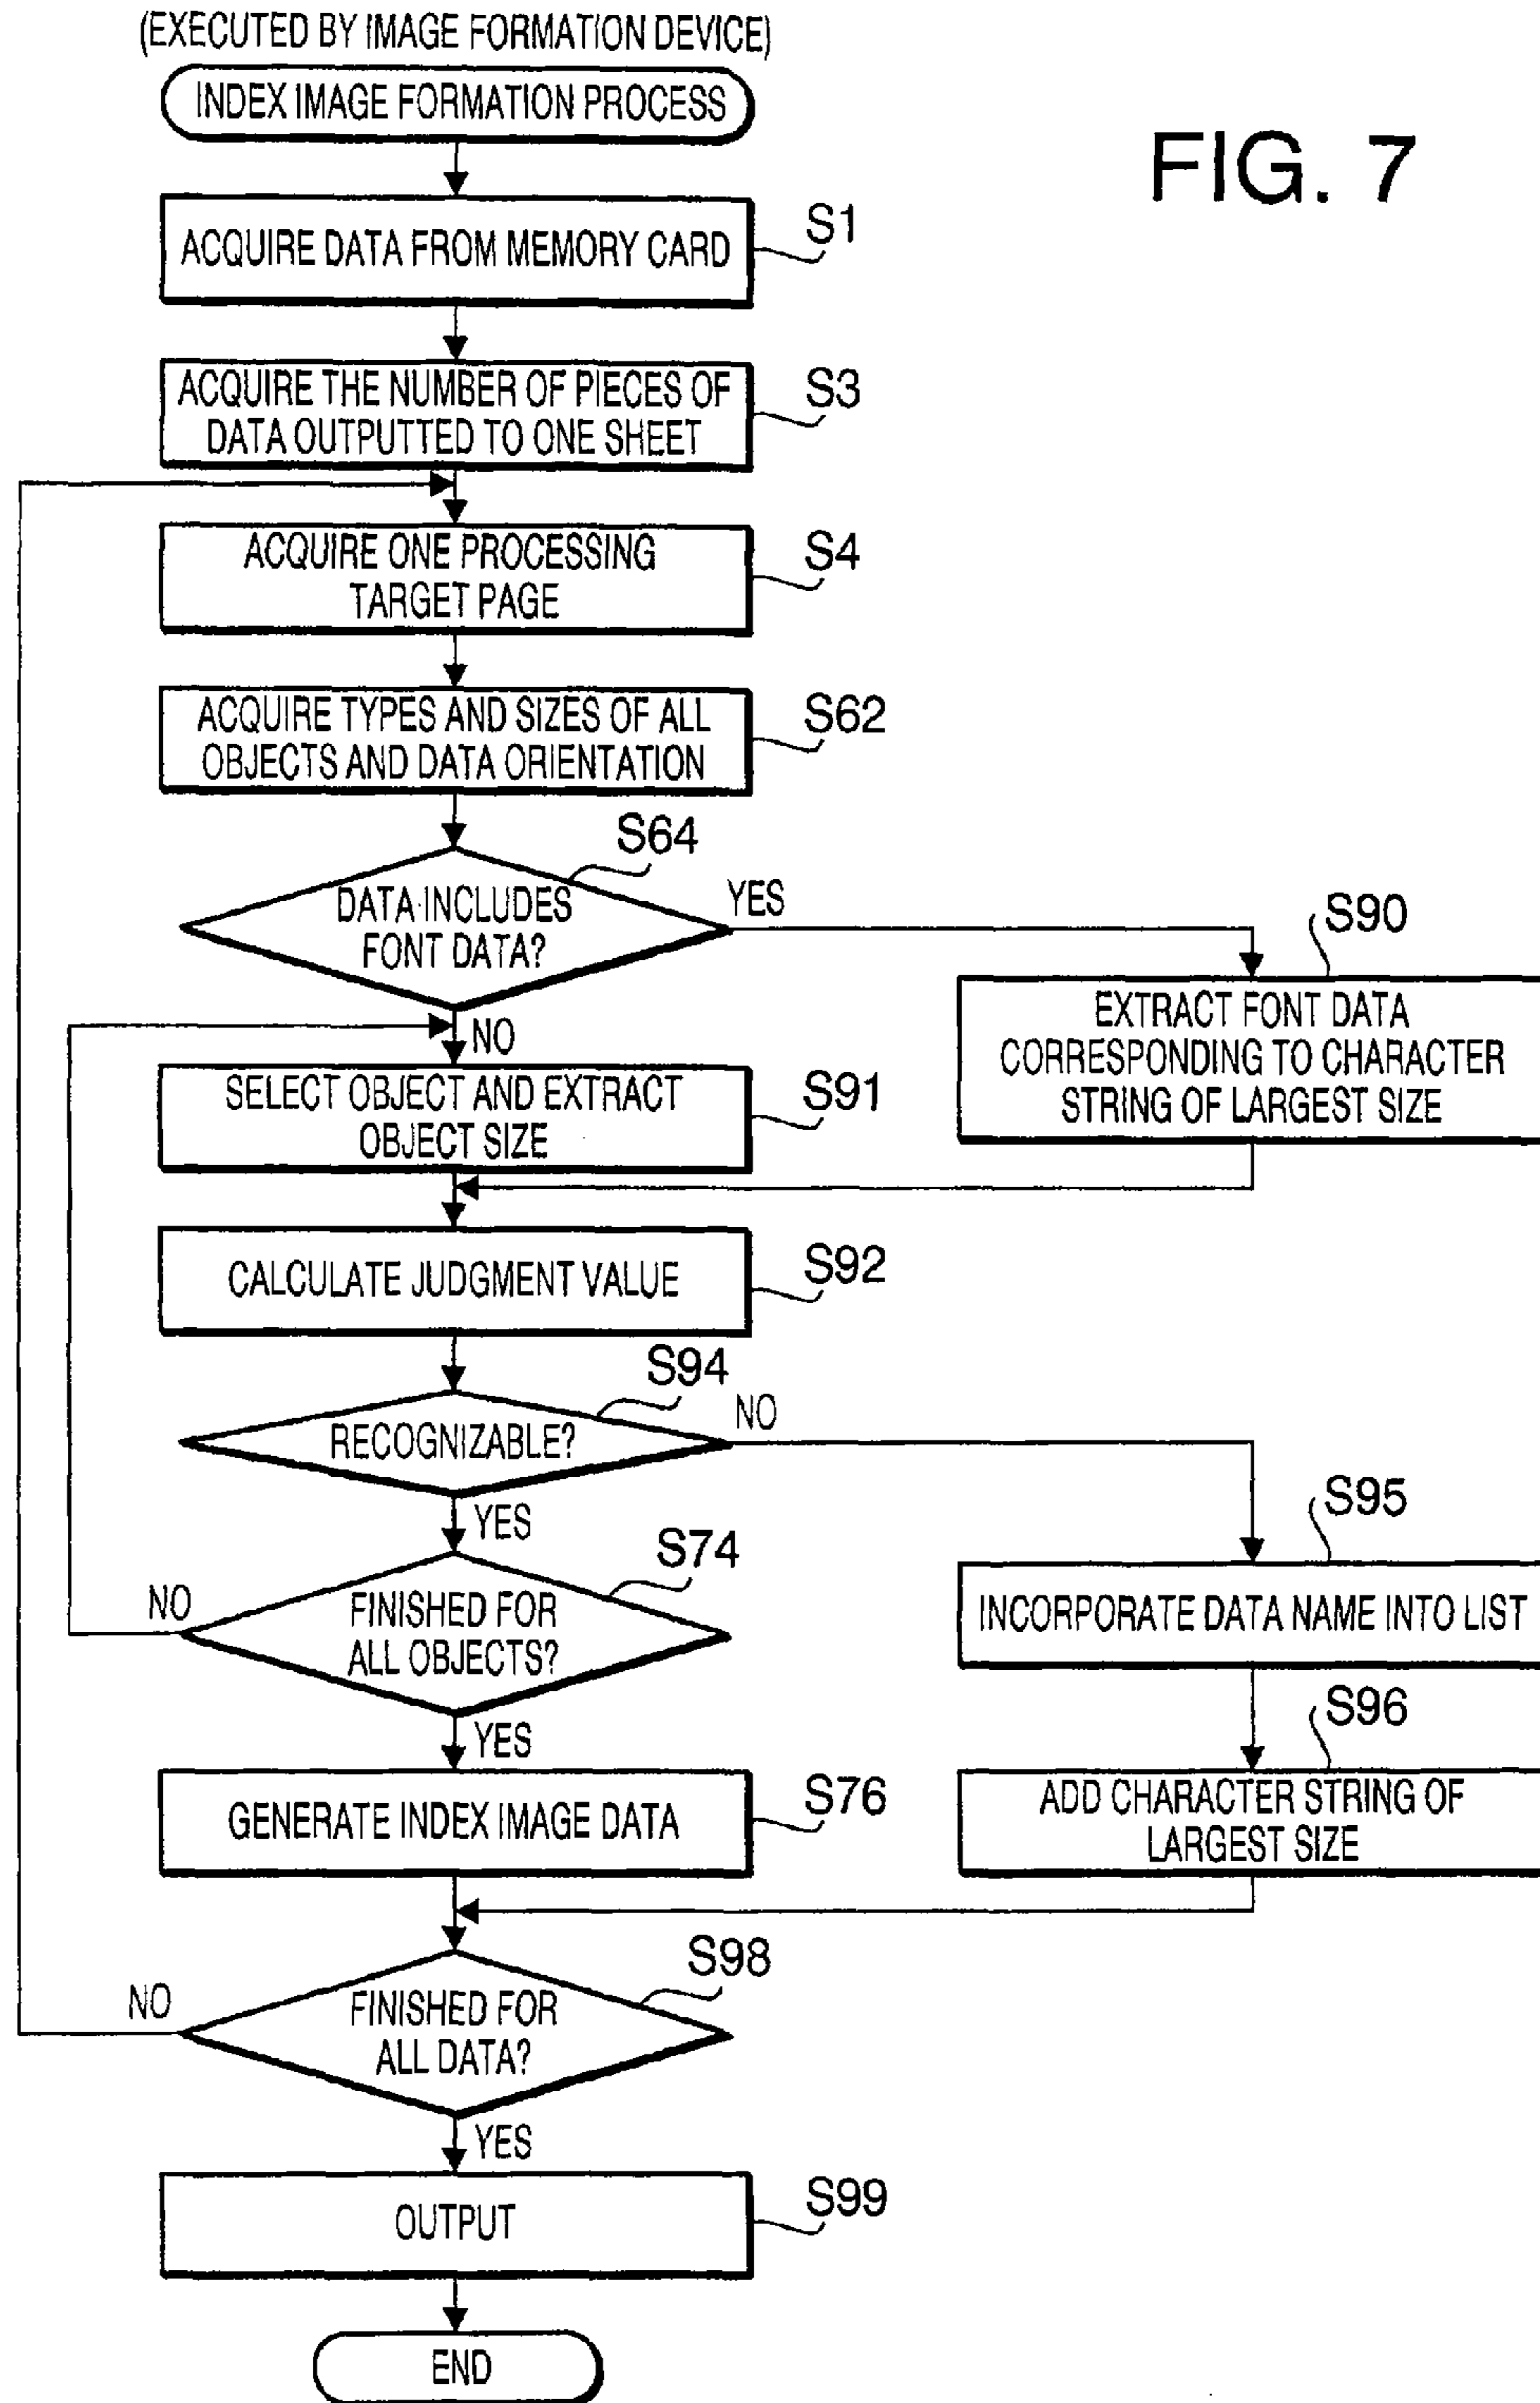 (EXECUTED BY IMAGE FORMATION DEVICE)
INDEX IMAGE FORMATION PROCESS
FIG. 7
ACQUIRE DATA FROM MEMORY CARD
S1
ACQUIRE THE NUMBER OF PIECES OF
DATA OUTPUTTED TO ONE SHEET
S3
ACQUIRE ONE PROCESSING
TARGET PAGE
S4
ACQUIRE TYPES AND SIZES OF ALL
OBJECTS AND DATA ORIENTATION
S62
S64
DATA INCLUDES
FONT DATA?
YES
NO
S90
EXTRACT FONT DATA
CORRESPONDING TO CHARACTER
STRING OF LARGEST SIZE
SELECT OBJECT AND EXTRACT
OBJECT SIZE
S91
CALCULATE JUDGMENT VALUE
S92
S94
RECOGNIZABLE?
NO
YES
S95
INCORPORATE DATA NAME INTO LIST
S74
FINISHED FOR
ALL OBJECTS?
NO
YES
S96
ADD CHARACTER STRING OF
LARGEST SIZE
GENERATE INDEX IMAGE DATA
S76
S98
FINISHED FOR
ALL DATA?
NO
YES
OUTPUT
S99
END